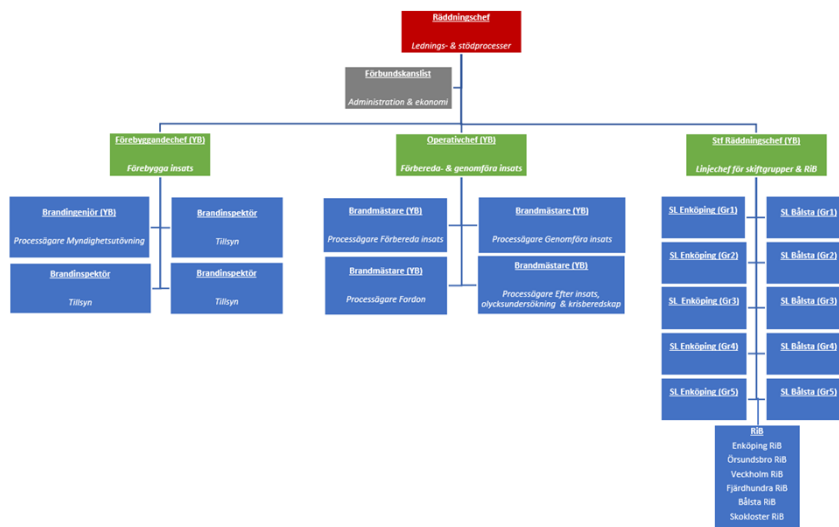 Räddningschef
Lednings- & stödprocesser
Förbundskanslist
Administration & ekonomi
Förebyggandechef (YB)
Förebygga insats
Operativchef (YB)
Förbereda- & genomföra insats
Stf Räddningschef (YB)
Linjechef för skiftgrupper & RiB
Brandingenjör (YB)
Processägare Myndighetsutövning
Brandinspektör
Tillsyn
Brandinspektör
Tillsyn
Brandinspektör
Tillsyn
Brandmästare (YB)
Processägare Förbereda insats
Brandmästare (YB)
Processägare Genomföra insats
Brandmästare (YB)
Processägare Fordon
Brandmästare (YB)
Processägare Efter insats,
olycksundersökning & krisberedskap
SL Enköping (Gr1)
SL Bålsta (Gr1)
SL Enköping (Gr2)
SL Bålsta (Gr2)
SL Enköping (Gr3)
SL Bålsta (Gr3)
SL Enköping (Gr4)
SL Bålsta (Gr4)
SL Enköping (Gr5)
SL Bålsta (Gr5)
RiB
Enköping RiB
Örsundsbro RiB
Veckholm RiB
Fjärdhundra RiB
Bålsta RiB
Skokloster RiB